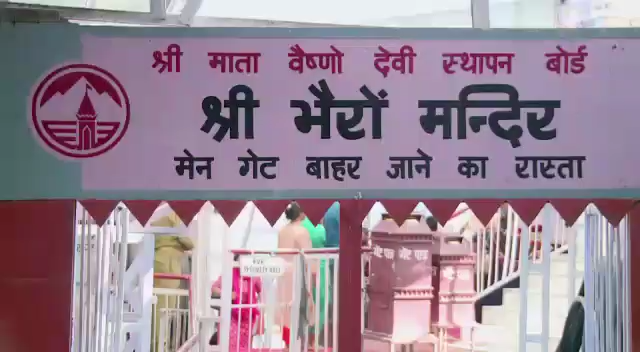 श्री माता वैष्णो देवी स्थापन बोर्ड
श्री भैरों मन्दिर
मेन गेट बाहर जाने का रास्ता